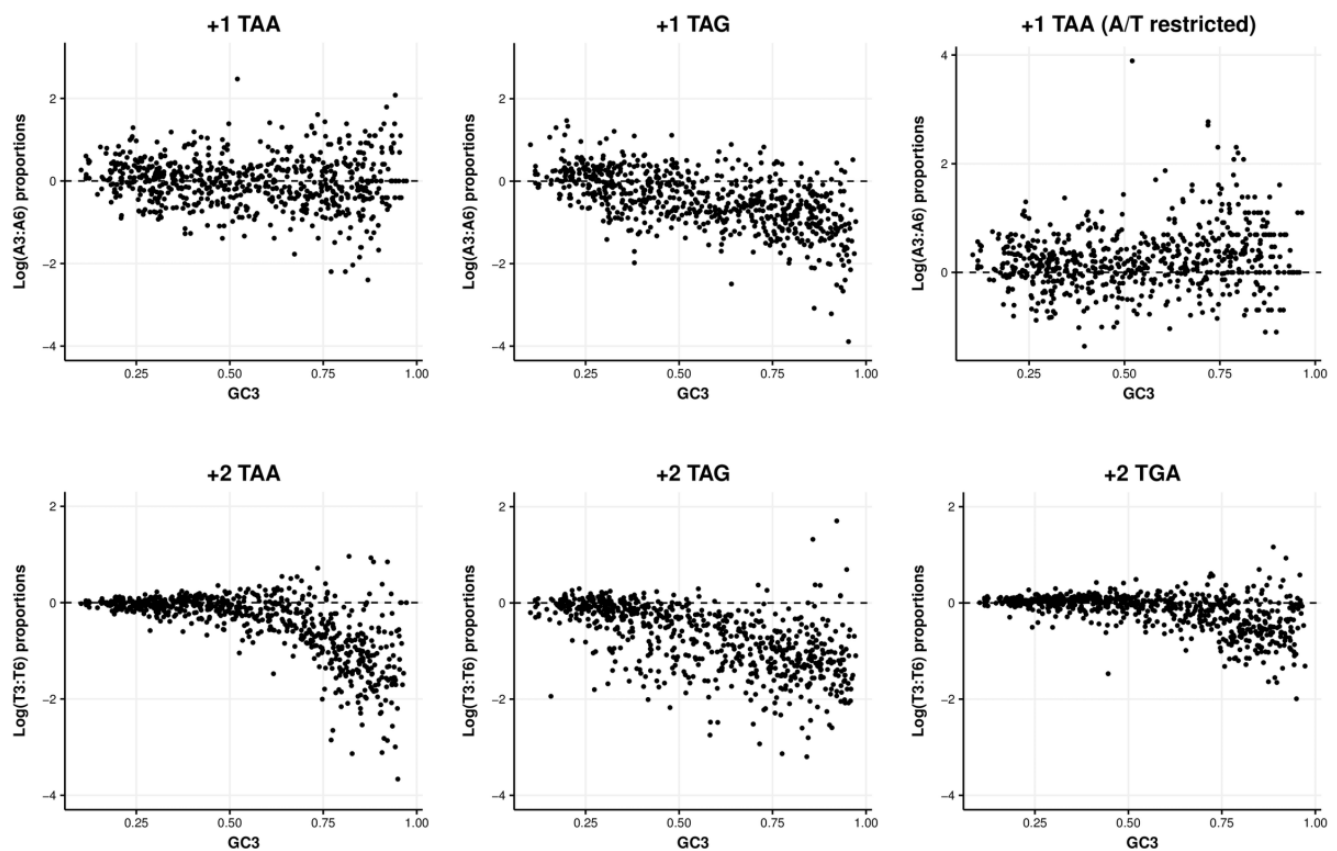 +1 TAA
Log(A3:A6) proportions
2
0
−2
−4
0.25 0.50 0.75 1.00
GC3
+1 TAG
Log(A3:A6) proportions
2
0
−2
−4
0.25 0.50 0.75 1.00
GC3
+1 TAA (A/T restricted)
Log(A3:A6) proportions
4
2
0
0.25 0.50 0.75 1.00
GC3
+2 TAA
Log(T3:T6) proportions
2
0
−2
−4
0.25 0.50 0.75 1.00
GC3
+2 TAG
Log(T3:T6) proportions
2
0
−2
−4
0.25 0.50 0.75 1.00
GC3
+2 TGA
Log(T3:T6) proportions
2
0
−2
−4
0.25 0.50 0.75 1.00
GC3